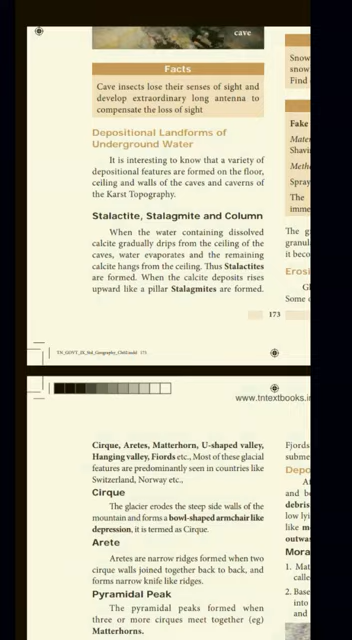 cave
Facts
Cave insects lose their senses of sight and
develop extraordinary long antenna to
compensate the loss of sight
Depositional Landforms of
Underground Water
It is interesting to know that a variety of
depositional features are formed on the floor,
ceiling and walls of the caves and caverns of
the Karst Topography.
Stalactite, Stalagmite and Column
When the water containing dissolved
calcite gradually drips from the ceiling of the
caves, water evaporates and the remaining
calcite hangs from the ceiling. Thus Stalactites
are formed. When the calcite deposits rises
upward like a pillar Stalagmites are formed.
Snow
snow
Find
Fake
Mater
Shavi
Metho
Spray
The
imme
The g
granul
it beco
Erosi
Gl
Some
173
TN_GOVT_IX_Std_Geography_Ch02.indd 173
www.tntextbooks.in
Cirque, Aretes, Matterhorn, U-shaped valley,
Hanging valley, Fiords etc., Most of these glacial
features are predominantly seen in countries like
Switzerland, Norway etc.,
Cirque
The glacier erodes the steep side walls of the
mountain and forms a bowl-shaped armchair like
depression, it is termed as Cirque.
Arete
Aretes are narrow ridges formed when two
cirque walls joined together back to back, and
forms narrow knife like ridges.
Pyramidal Peak
The pyramidal peaks formed when
three or more cirques meet together (eg)
Matterhorns.
Fjords
subme
Depo
Af
and be
debris
low lyi
like m
outwas
Mora
1. Mat
calle
2. Base
into
and